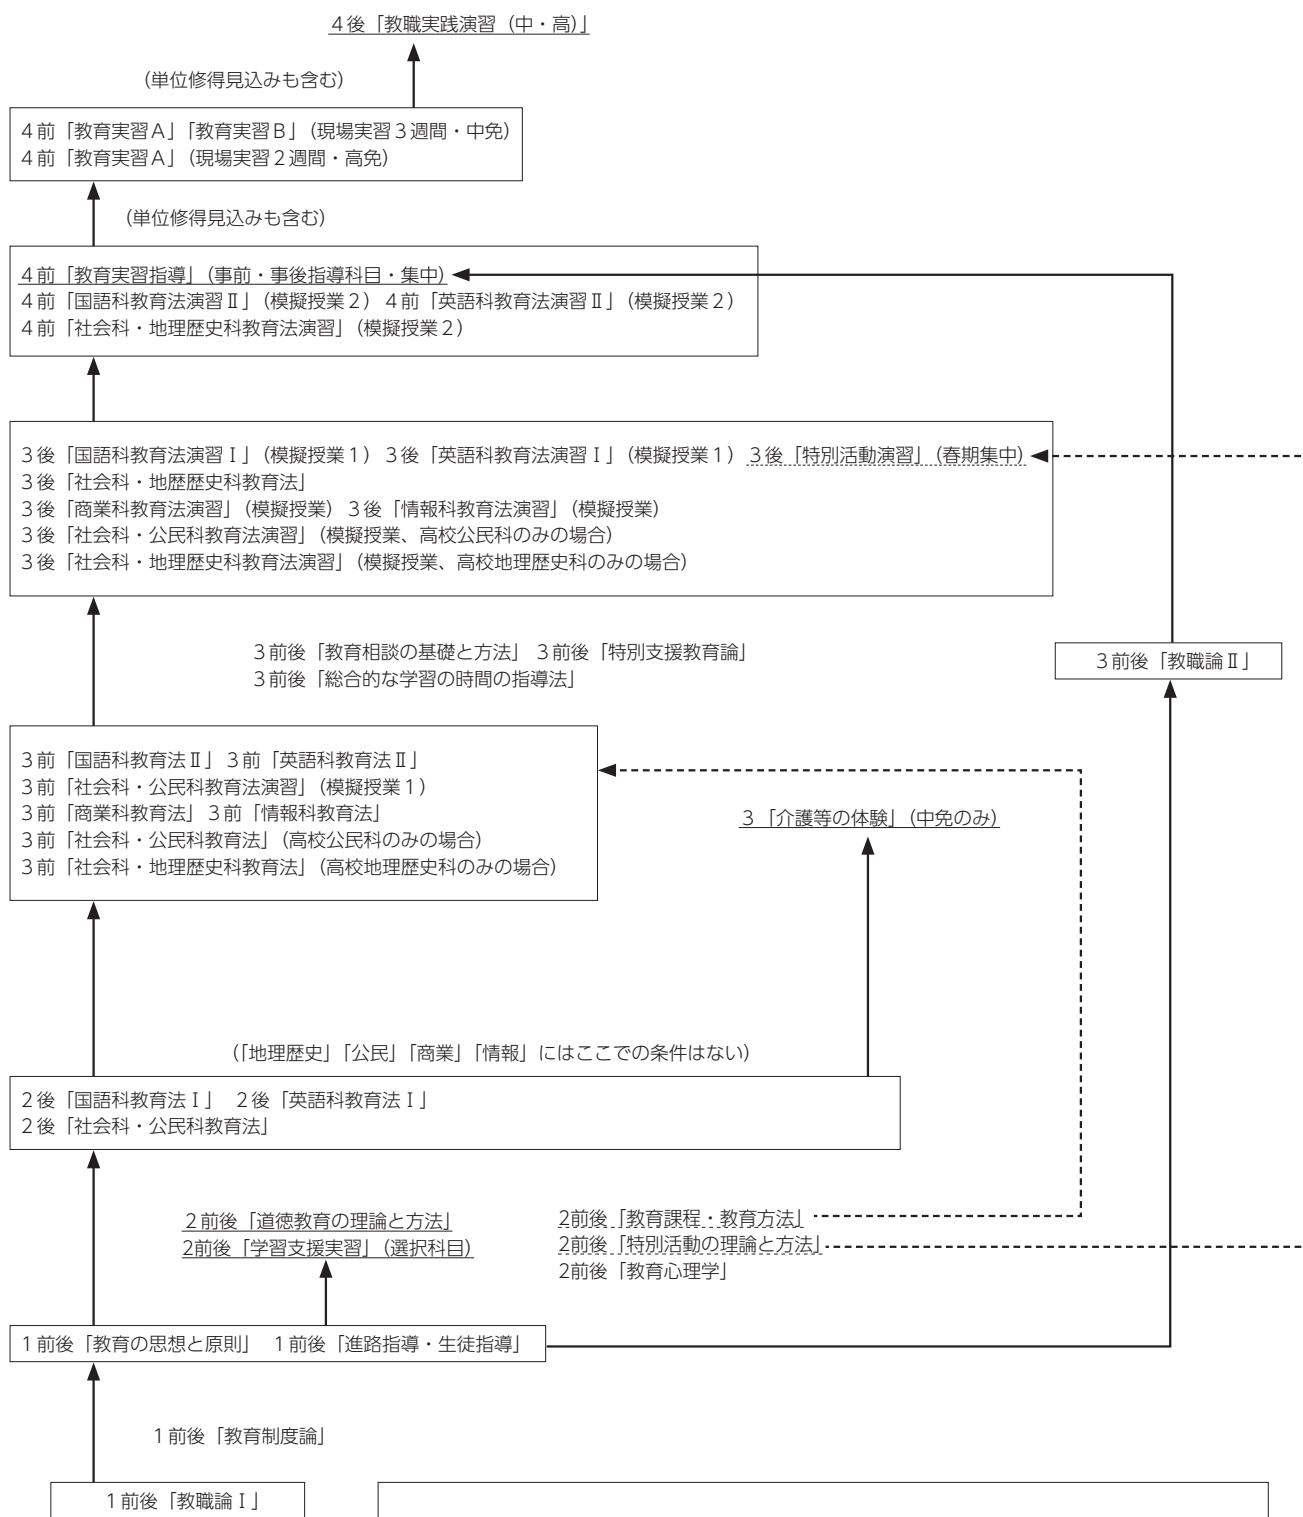 ４後「教職実践演習（中・高）」
（単位修得見込みも含む）
４前「教育実習Ａ」「教育実習Ｂ」（現場実習３週間・中免）
４前「教育実習Ａ」（現場実習２週間・高免）
（単位修得見込みも含む）
４前「教育実習指導」（事前・事後指導科目・集中）
４前「国語科教育法演習Ⅱ」（模擬授業２）４前「英語科教育法演習Ⅱ」（模擬授業２）
４前「社会科・地理歴史科教育法演習」（模擬授業２）
３後「国語科教育法演習Ⅰ」（模擬授業１）３後「英語科教育法演習Ⅰ」（模擬授業１）３後「特別活動演習」（春期集中）
３後「社会科・地歴歴史科教育法」
３後「商業科教育法演習」（模擬授業）３後「情報科教育法演習」（模擬授業）
３後「社会科・公民科教育法演習」（模擬授業、高校公民科のみの場合）
３後「社会科・地理歴史科教育法演習」（模擬授業、高校地理歴史科のみの場合）
３前後「教育相談の基礎と方法」３前後「特別支援教育論」
３前後「総合的な学習の時間の指導法」
３前後「教職論Ⅱ」
３前「国語科教育法Ⅱ」３前「英語科教育法Ⅱ」
３前「社会科・公民科教育法演習」（模擬授業１）
３前「商業科教育法」３前「情報科教育法」
３前「社会科・公民科教育法」（高校公民科のみの場合）
３前「社会科・地理歴史科教育法」（高校地理歴史科のみの場合）
３「介護等の体験」（中免のみ）
（「地理歴史」「公民」「商業」「情報」にはここでの条件はない）
２後「国語科教育法Ⅰ」　２後「英語科教育法Ⅰ」
２後「社会科・公民科教育法」
２前後「道徳教育の理論と方法」
2前後「学習支援実習」（選択科目）
2前後「教育課程・教育方法」
2前後「特別活動の理論と方法」
2前後「教育心理学」
１前後「教育の思想と原則」　１前後「進路指導・生徒指導」
１前後「教育制度論」
１前後「教職論Ⅰ」